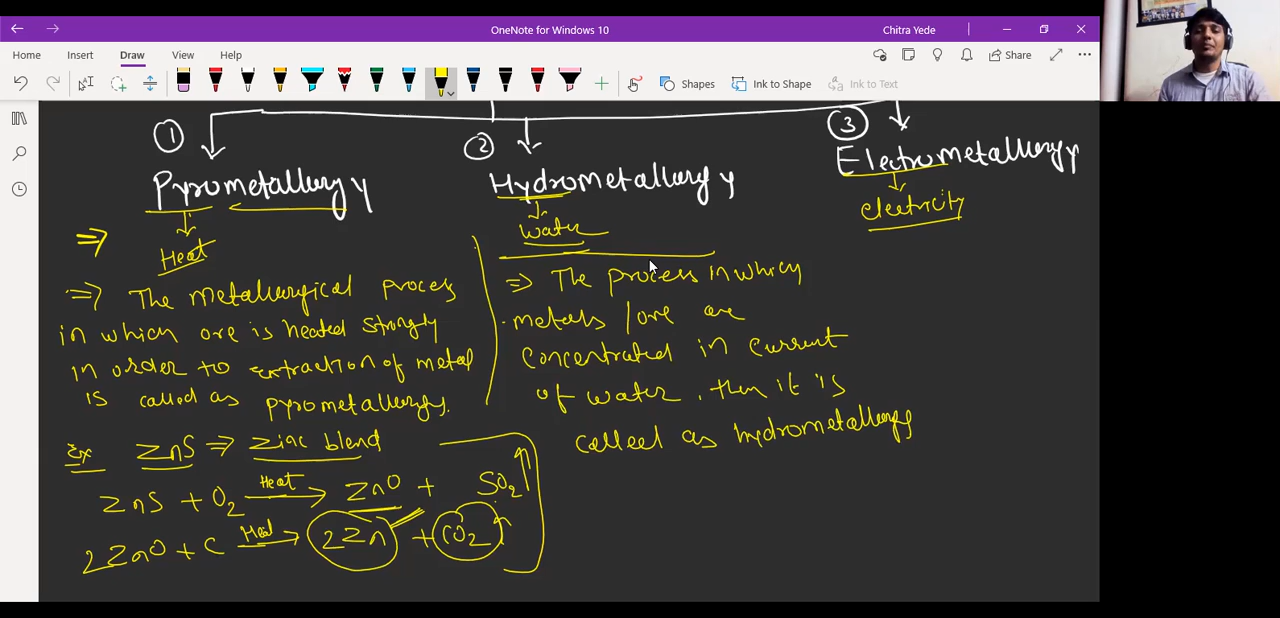 OneNote for Windows 10
Chitra Yede
Home Insert Draw View Help
Share
Shapes
Ink to Shape
Ink to Text
① ② ③
Pyrometallurgy
Hydrometallurgy
Electrometallurgy
Heat
Water
electricity
⇒
⇒ The metallurgical process
in which ore is heated strongly
in order to extraction of metal
is called as pyrometallurgy.
Ex ZnS ⇒ Zinc blend
ZnS + O2 Heat → ZnO + SO2 ↑
2ZnO + C Heat → 2Zn + CO2 ↑
⇒ The process in which
metals / ore are
concentrated in current
of water, then it is
called as hydrometallurgy